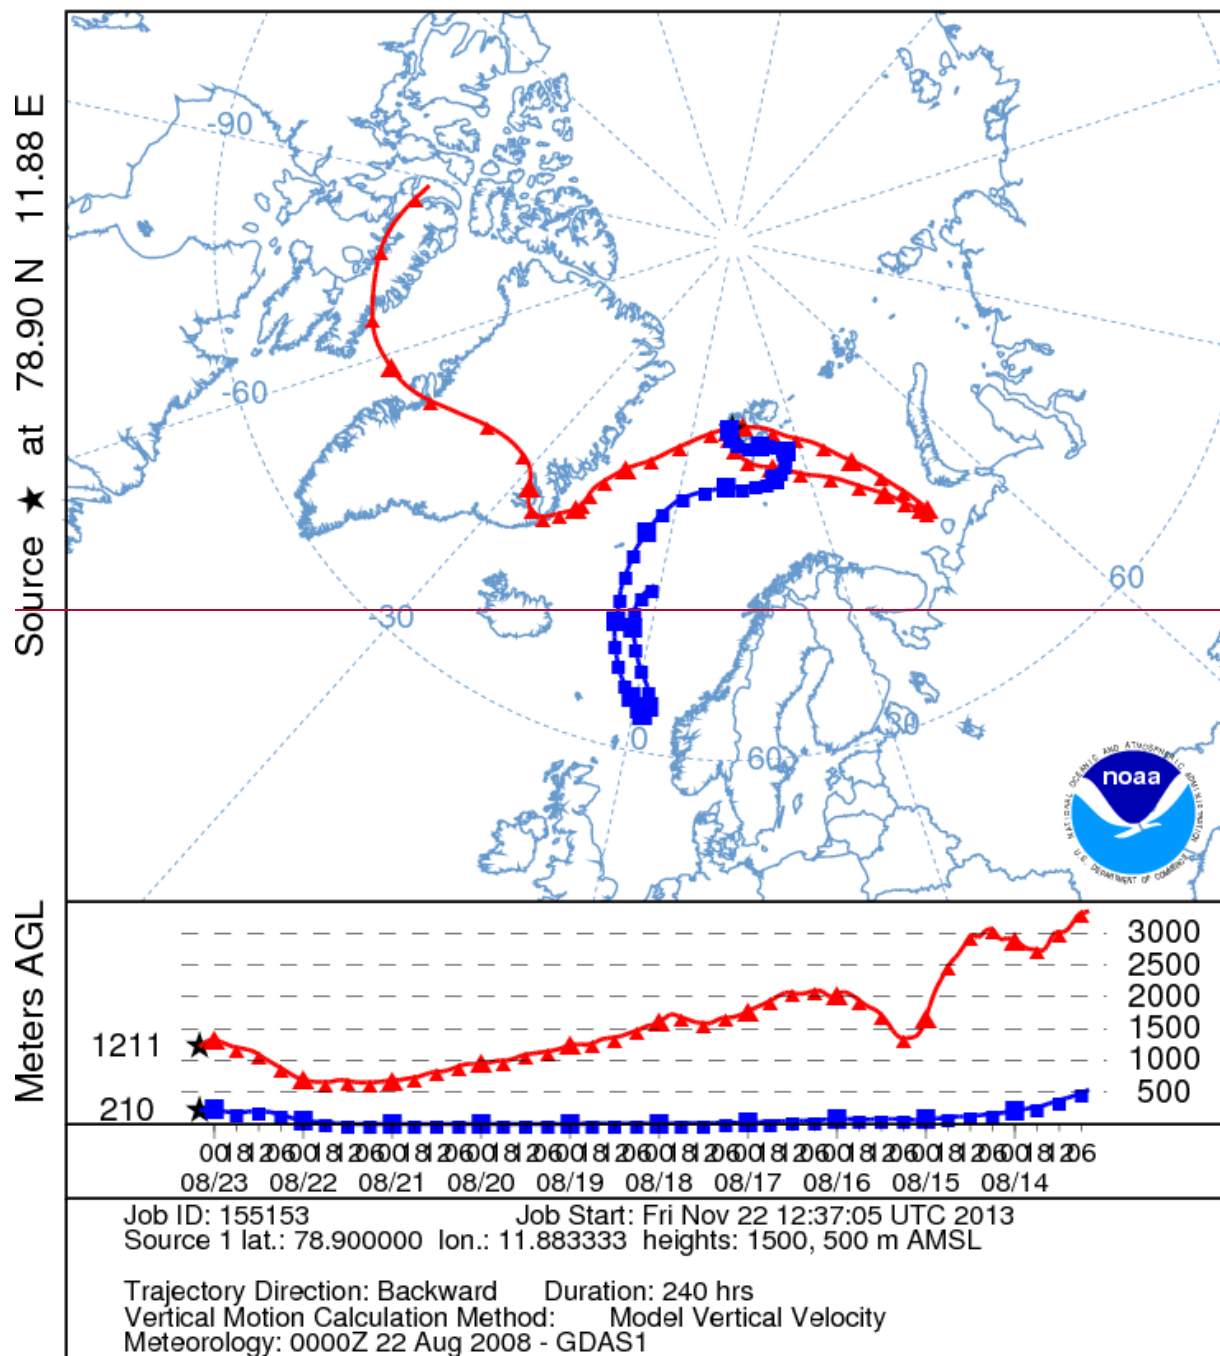 Source ★ at 78.90 N 11.88 E
-90
-60
-30
0
30
60
60
NATIONAL OCEANIC AND ATMOSPHERIC ADMINISTRATION
noaa
U.S. DEPARTMENT OF COMMERCE
Meters AGL
3000
2500
2000
1500
1000
500
1211
210
00 18 12 06 00 18 12 06 00 18 12 06 00 18 12 06 00 18 12 06 00 18 12 06 00 18 12 06 00 18 12 06 00 18 12 06 00 18 12 06
08/23 08/22 08/21 08/20 08/19 08/18 08/17 08/16 08/15 08/14
Job ID: 155153 Job Start: Fri Nov 22 12:37:05 UTC 2013
Source 1 lat.: 78.900000 lon.: 11.883333 heights: 1500, 500 m AMSL
Trajectory Direction: Backward Duration: 240 hrs
Vertical Motion Calculation Method: Model Vertical Velocity
Meteorology: 0000Z 22 Aug 2008 - GDAS1